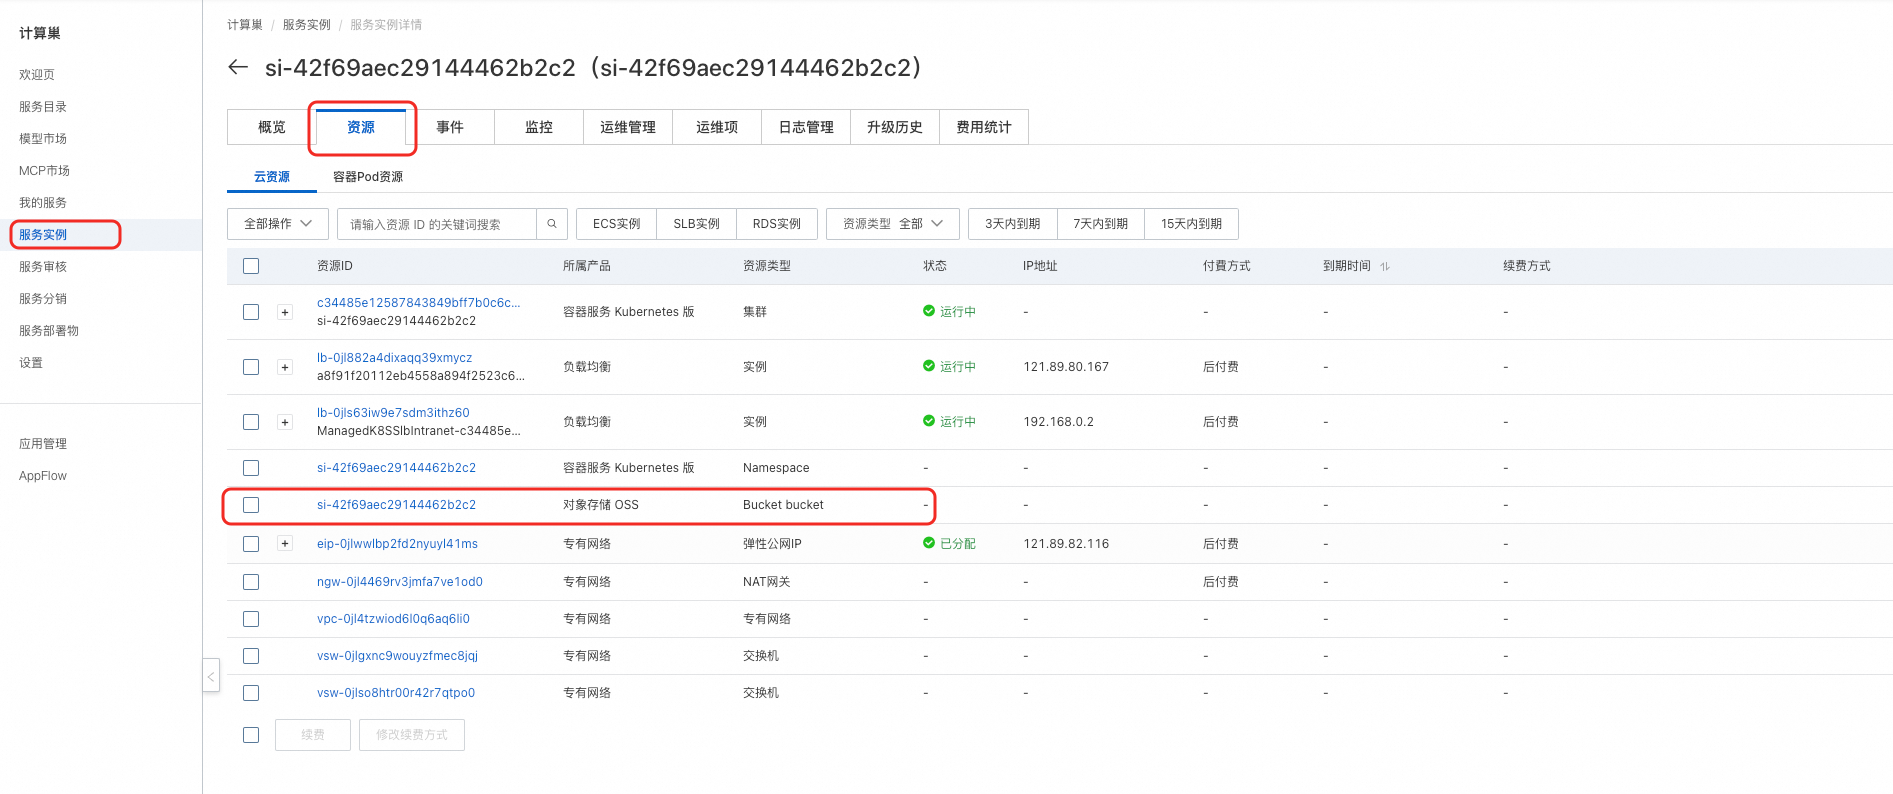 计算巢
欢迎页
服务目录
模型市场
MCP市场
我的服务
服务实例
服务审核
服务分销
服务部署物
设置
应用管理
AppFlow
计算巢 / 服务实例 / 服务实例详情
si-42f69aec29144462b2c2（si-42f69aec29144462b2c2）
概览 资源 事件 监控 运维管理 运维项 日志管理 升级历史 费用统计
云资源 容器Pod资源
全部操作 请输入资源 ID 的关键词搜索 ECS实例 SLB实例 RDS实例 资源类型 全部 3天内到期 7天内到期 15天内到期
资源ID 所属产品 资源类型 状态 IP地址 付费方式 到期时间 续费方式
c34485e12587843849bff7b0c6c... 容器服务 Kubernetes 版 集群 运行中 - - - -
si-42f69aec29144462b2c2
lb-0jl882a4dixaqq39xmycz 负载均衡 实例 运行中 121.89.80.167 后付费 - -
a8f91f20112eb4558a894f2523c6...
lb-0jls63iw9e7sdm3ithz60 负载均衡 实例 运行中 192.168.0.2 后付费 - -
ManagedK8SSlbIntranet-c34485e...
si-42f69aec29144462b2c2 容器服务 Kubernetes 版 Namespace - - - - -
si-42f69aec29144462b2c2 对象存储 OSS Bucket bucket - - - - -
eip-0jlwwlbp2fd2nyuyl41ms 专有网络 弹性公网IP 已分配 121.89.82.116 后付费 - -
ngw-0jl4469rv3jmfa7ve1od0 专有网络 NAT网关 - - 后付费 - -
vpc-0jl4tzwiod6l0q6aq6li0 专有网络 专有网络 - - - - -
vsw-0jlgxnc9wouyzfmec8jqj 专有网络 交换机 - - - - -
vsw-0jlso8htr00r42r7qtpo0 专有网络 交换机 - - - - -
续费 修改续费方式